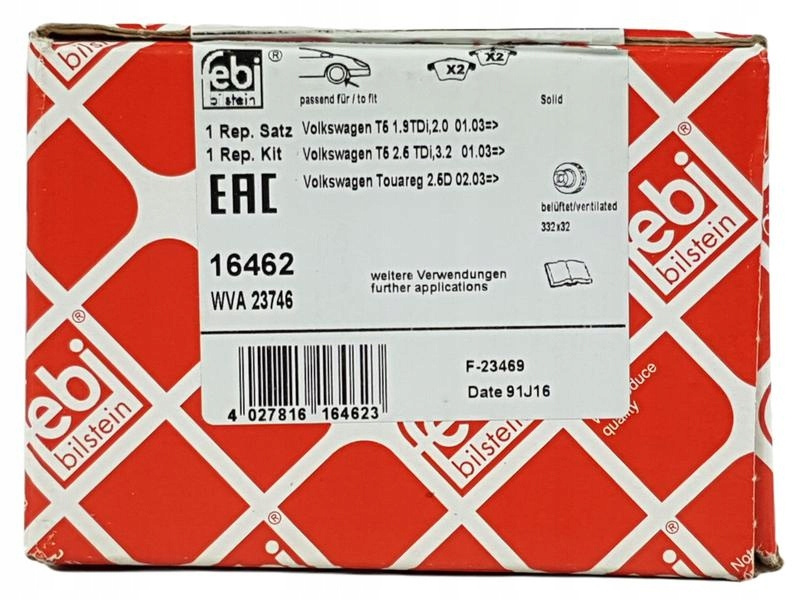 febi
bilstein
®
passend für / to fit
X2
X2
Solid
1 Rep. Satz
1 Rep. Kit
Volkswagen T5 1.9TDi,2.0 01.03=>
Volkswagen T5 2.5 TDi,3.2 01.03=>
Volkswagen Touareg 2.5D 02.03=>
EAC
belüftet/ventilated
332x32
16462
WVA 23746
weitere Verwendungen
further applications
F-23469
Date 91J16
4 027816 164623
febi
bilstein
®
febi
bilstein
®
bilstein
®
bilstein
®
®
duce
quality